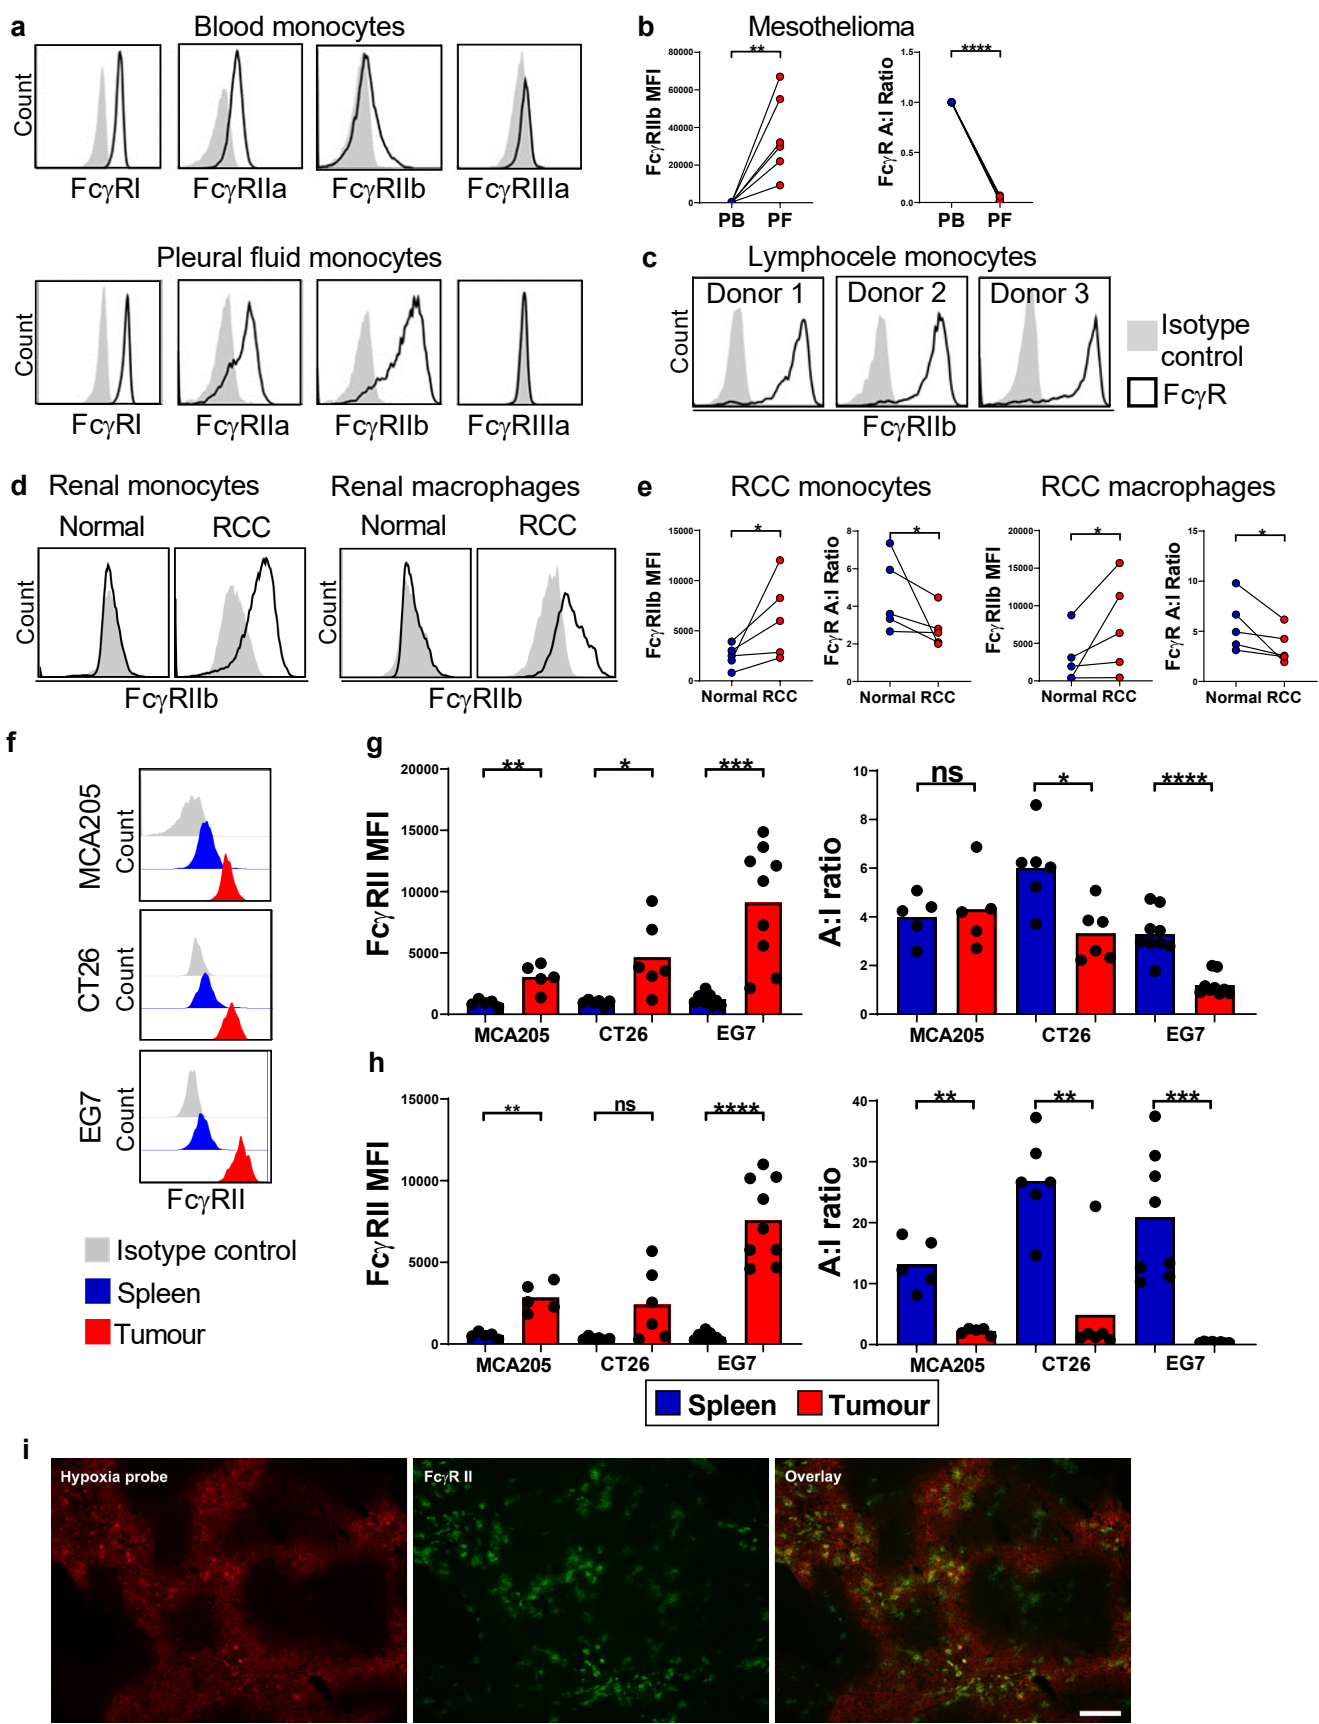 a
Blood monocytes
Count
FcγRI
FcγRIIa
FcγRIIb
FcγRIIIa
Pleural fluid monocytes
Count
FcγRI
FcγRIIa
FcγRIIb
FcγRIIIa
b
Mesothelioma
FcγRIIb MFI
80000
60000
40000
20000
0
**
PB PF
FcγR A:I Ratio
1.5
1.0
0.5
0.0
****
PB PF
c
Lymphocele monocytes
Count
Donor 1 Donor 2 Donor 3
FcγRIIb
Isotype
control
FcγR
d
Renal monocytes
Normal RCC
Count
FcγRIIb
Renal macrophages
Normal RCC
Count
FcγRIIb
e
RCC monocytes
FcγRIIb MFI
15000
10000
5000
0
*
Normal RCC
FcγR A:I Ratio
8
6
4
2
0
*
Normal RCC
RCC macrophages
FcγRIIb MFI
20000
15000
10000
5000
0
*
Normal RCC
FcγR A:I Ratio
15
10
5
0
*
Normal RCC
f
MCA205
Count
CT26
Count
EG7
Count
FcγRII
Isotype control
Spleen
Tumour
g
FcγRII MFI
20000
15000
10000
5000
0
** * ***
MCA205 CT26 EG7
A:I ratio
10
8
6
4
2
0
ns * ****
MCA205 CT26 EG7
h
FcγRII MFI
15000
10000
5000
0
** ns ****
MCA205 CT26 EG7
A:I ratio
40
30
20
10
0
** ** ***
MCA205 CT26 EG7
Spleen Tumour
i
Hypoxia probe
FcγR II
Overlay